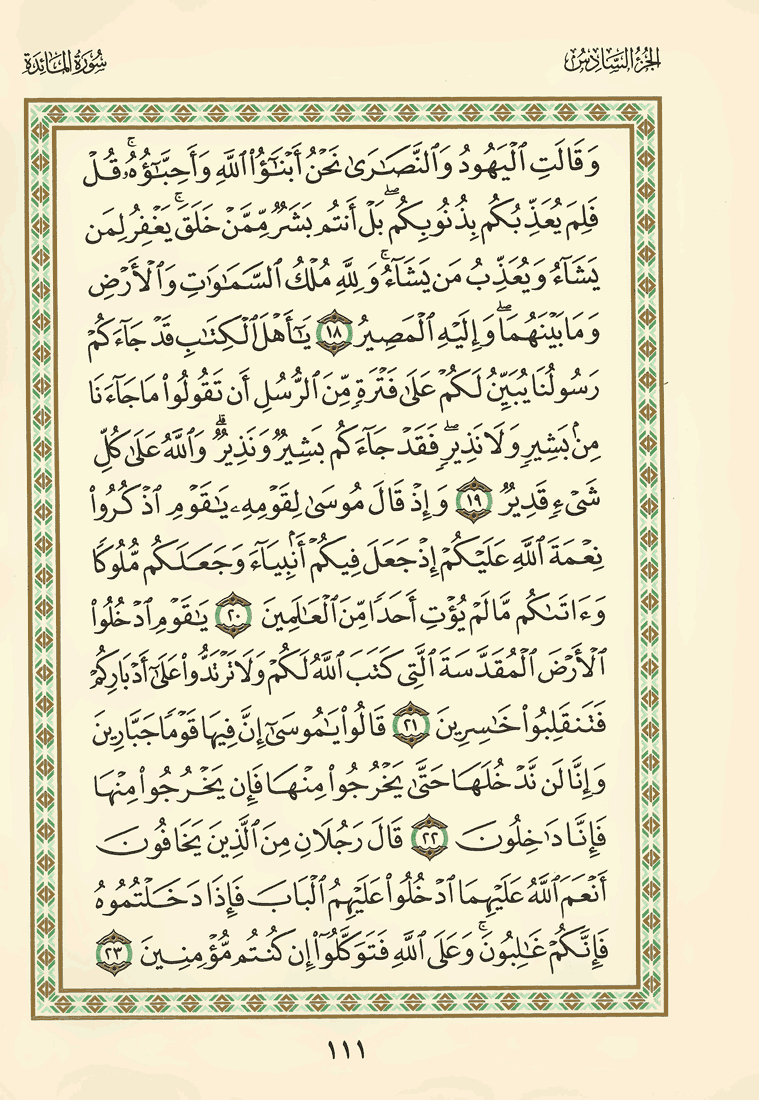 الجزء السادس
سورة المائدة
وَقَالَتِ ٱلْيَهُودُ وَٱلنَّصَٰرَىٰ نَحْنُ أَبْنَٰٓؤُا۟ ٱللَّهِ وَأَحِبَّٰٓؤُهُۥ ۚ قُلْ
فَلِمَ يُعَذِّبُكُم بِذُنُوبِكُم ۖ بَلْ أَنتُم بَشَرٌ مِّمَّنْ خَلَقَ ۚ يَغْفِرُ لِمَن
يَشَآءُ وَيُعَذِّبُ مَن يَشَآءُ ۚ وَلِلَّهِ مُلْكُ ٱلسَّمَٰوَٰتِ وَٱلْأَرْضِ
وَمَا بَيْنَهُمَا ۖ وَإِلَيْهِ ٱلْمَصِيرُ ١٨ يَٰٓأَهْلَ ٱلْكِتَٰبِ قَدْ جَآءَكُمْ
رَسُولُنَا يُبَيِّنُ لَكُمْ عَلَىٰ فَتْرَةٍ مِّنَ ٱلرُّسُلِ أَن تَقُولُوا۟ مَا جَآءَنَا
مِنۢ بَشِيرٍ وَلَا نَذِيرٍ ۖ فَقَدْ جَآءَكُم بَشِيرٌ وَنَذِيرٌ ۗ وَٱللَّهُ عَلَىٰ كُلِّ
شَىْءٍ قَدِيرٌ ١٩ وَإِذْ قَالَ مُوسَىٰ لِقَوْمِهِۦ يَٰقَوْمِ ٱذْكُرُوا۟
نِعْمَةَ ٱللَّهِ عَلَيْكُمْ إِذْ جَعَلَ فِيكُمْ أَنۢبِيَآءَ وَجَعَلَكُم مُّلُوكًا
وَءَاتَىٰكُم مَّا لَمْ يُؤْتِ أَحَدًا مِّنَ ٱلْعَٰلَمِينَ ٢٠ يَٰقَوْمِ ٱدْخُلُوا۟
ٱلْأَرْضَ ٱلْمُقَدَّسَةَ ٱلَّتِى كَتَبَ ٱللَّهُ لَكُمْ وَلَا تَرْتَدُّوا۟ عَلَىٰٓ أَدْبَارِكُمْ
فَتَنقَلِبُوا۟ خَٰسِرِينَ ٢١ قَالُوا۟ يَٰمُوسَىٰٓ إِنَّ فِيهَا قَوْمًا جَبَّارِينَ
وَإِنَّا لَن نَّدْخُلَهَا حَتَّىٰ يَخْرُجُوا۟ مِنْهَا فَإِن يَخْرُجُوا۟ مِنْهَا
فَإِنَّا دَٰخِلُونَ ٢٢ قَالَ رَجُلَانِ مِنَ ٱلَّذِينَ يَخَافُونَ
أَنْعَمَ ٱللَّهُ عَلَيْهِمَا ٱدْخُلُوا۟ عَلَيْهِمُ ٱلْبَابَ فَإِذَا دَخَلْتُمُوهُ
فَإِنَّكُمْ غَٰلِبُونَ ۚ وَعَلَى ٱللَّهِ فَتَوَكَّلُوٓا۟ إِن كُنتُم مُّؤْمِنِينَ ٢٣
١١١